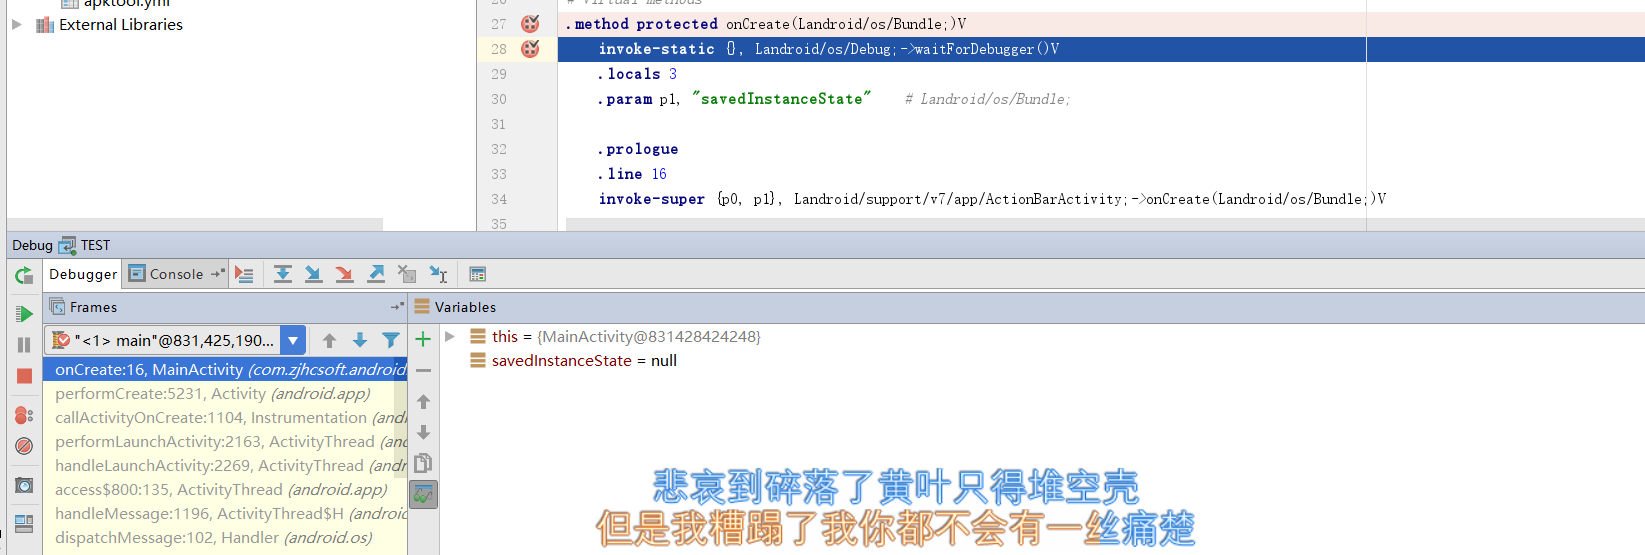 apktool.yml
External Libraries
26 # virtual methods
27 .method protected onCreate(Landroid/os/Bundle;)V
28 invoke-static {}, Landroid/os/Debug;->waitForDebugger()V
29 .locals 3
30 .param p1, "savedInstanceState" # Landroid/os/Bundle;
31
32 .prologue
33 .line 16
34 invoke-super {p0, p1}, Landroid/support/v7/app/ActionBarActivity;->onCreate(Landroid/os/Bundle;)V
35
Debug TEST
Debugger Console
Frames
Variables
"<1> main"@831,425,190...
this = {MainActivity@831428424248}
savedInstanceState = null
onCreate:16, MainActivity (com.zjhcsoft.android
performCreate:5231, Activity (android.app)
callActivityOnCreate:1104, Instrumentation (and
performLaunchActivity:2163, ActivityThread (anc
handleLaunchActivity:2269, ActivityThread (andr
access$800:135, ActivityThread (android.app)
handleMessage:1196, ActivityThread$H (android.
dispatchMessage:102, Handler (android.os)
悲哀到碎落了黄叶只得堆空壳
但是我糟蹋了我你都不会有一丝痛楚